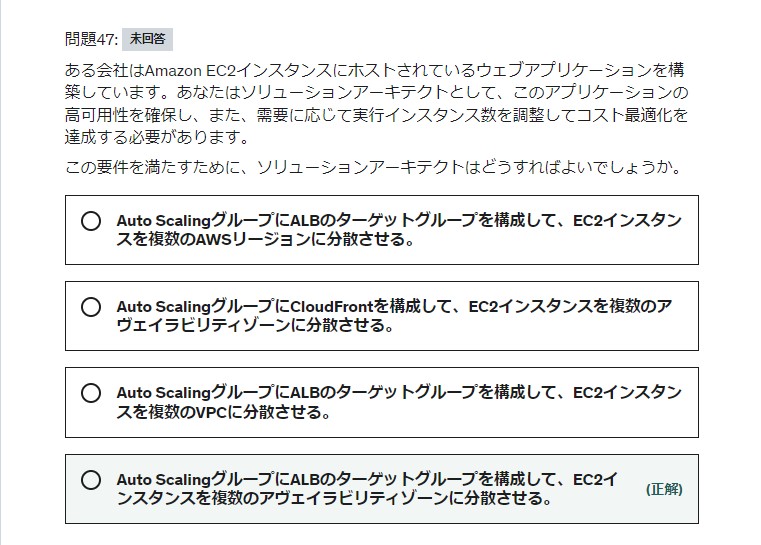 問題47: 未回答
ある会社はAmazon EC2インスタンスにホストされているウェブアプリケーションを構
築しています。あなたはソリューションアーキテクトとして、このアプリケーションの
高可用性を確保し、また、需要に応じて実行インスタンス数を調整してコスト最適化を
達成する必要があります。
この要件を満たすために、ソリューションアーキテクトはどうすればよいでしょうか。
Auto ScalingグループにALBのターゲットグループを構成して、EC2インスタン
スを複数のAWSリージョンに分散させる。
Auto ScalingグループにCloudFrontを構成して、EC2インスタンスを複数のア
ヴェイラビリティゾーンに分散させる。
Auto ScalingグループにALBのターゲットグループを構成して、EC2インスタン
スを複数のVPCに分散させる。
Auto ScalingグループにALBのターゲットグループを構成して、EC2イ
ンスタンスを複数のアヴェイラビリティゾーンに分散させる。
(正解)